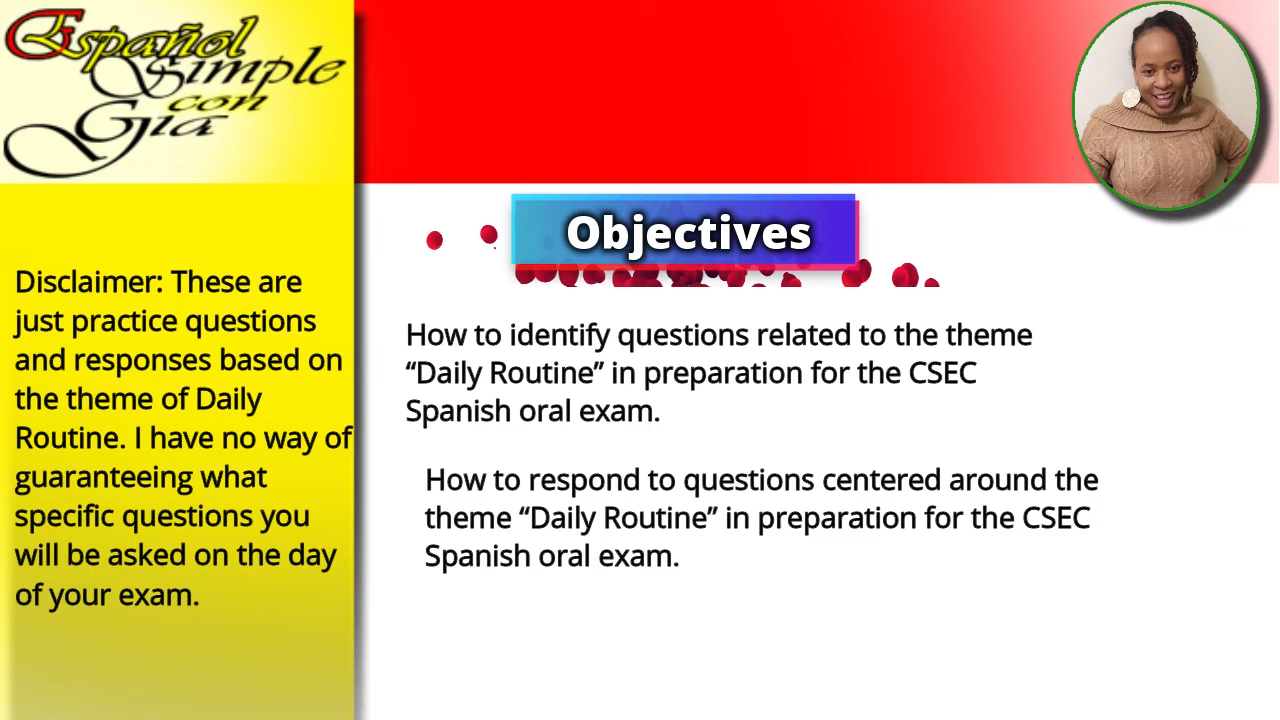 Español
Simple
con
Gia
Objectives
Disclaimer: These are
just practice questions
and responses based on
the theme of Daily
Routine. I have no way of
guaranteeing what
specific questions you
will be asked on the day
of your exam.
How to identify questions related to the theme
“Daily Routine” in preparation for the CSEC
Spanish oral exam.
How to respond to questions centered around the
theme “Daily Routine” in preparation for the CSEC
Spanish oral exam.